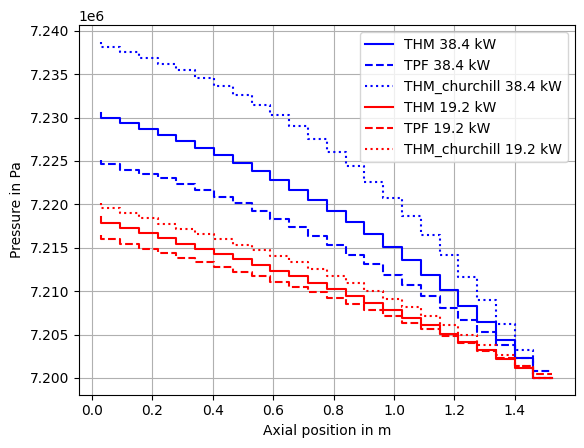 1e6
7.240
7.235
7.230
7.225
7.220
7.215
7.210
7.205
7.200
Pressure in Pa
THM 38.4 kW
TPF 38.4 kW
THM_churchill 38.4 kW
THM 19.2 kW
TPF 19.2 kW
THM_churchill 19.2 kW
0.0 0.2 0.4 0.6 0.8 1.0 1.2 1.4
Axial position in m